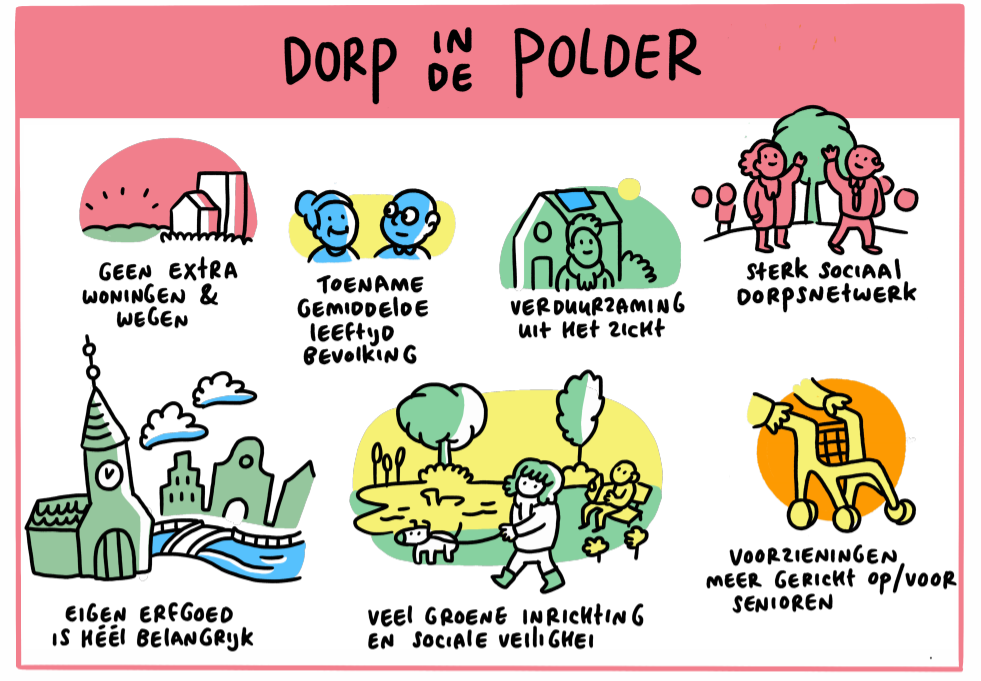 DORP IN DE POLDER
GEEN EXTRA
WONINGEN &
WEGEN
TOENAME
GEMIDDELDE
LEEFTIJD
BEVOLKING
VERDUURZAMING
UIT HET ZICHT
STERK SOCIAAL
DORPSNETWERK
EIGEN ERFGOED
IS HÉÉL BELANGRIJK
VEEL GROENE INRICHTING
EN SOCIALE VEILIGHEI
VOORZIENINGEN
MEER GERICHT OP/VOOR
SENIOREN